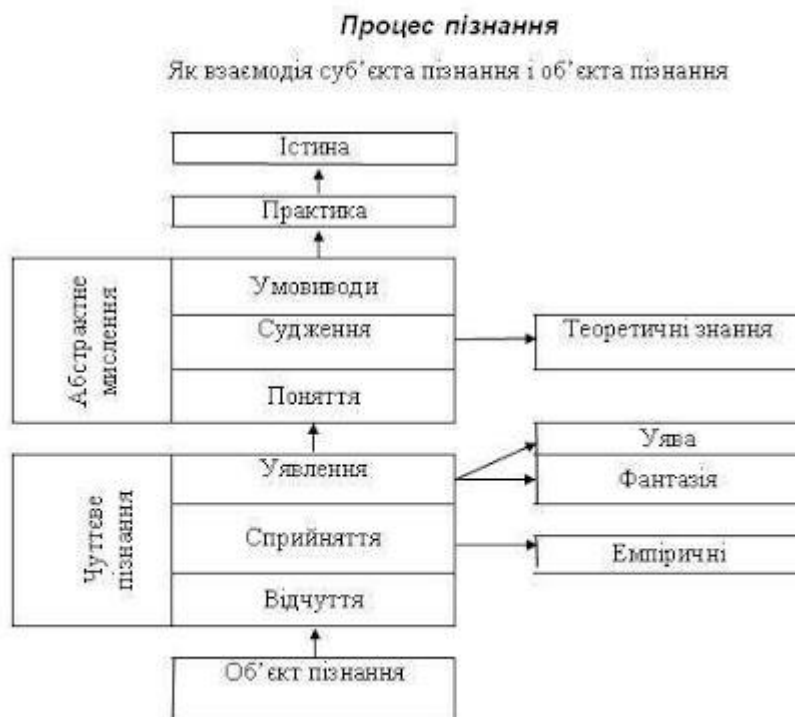 Процес пізнання
Як взаємодія суб’єкта пізнання і об’єкта пізнання
Істина
Практика
Абстрактне
мислення
Умовиводи
Судження
Поняття
Теоретичні знання
Чуттєве
пізнання
Уявлення
Сприйняття
Відчуття
Уява
Фантазія
Емпіричні
Об’єкт пізнання